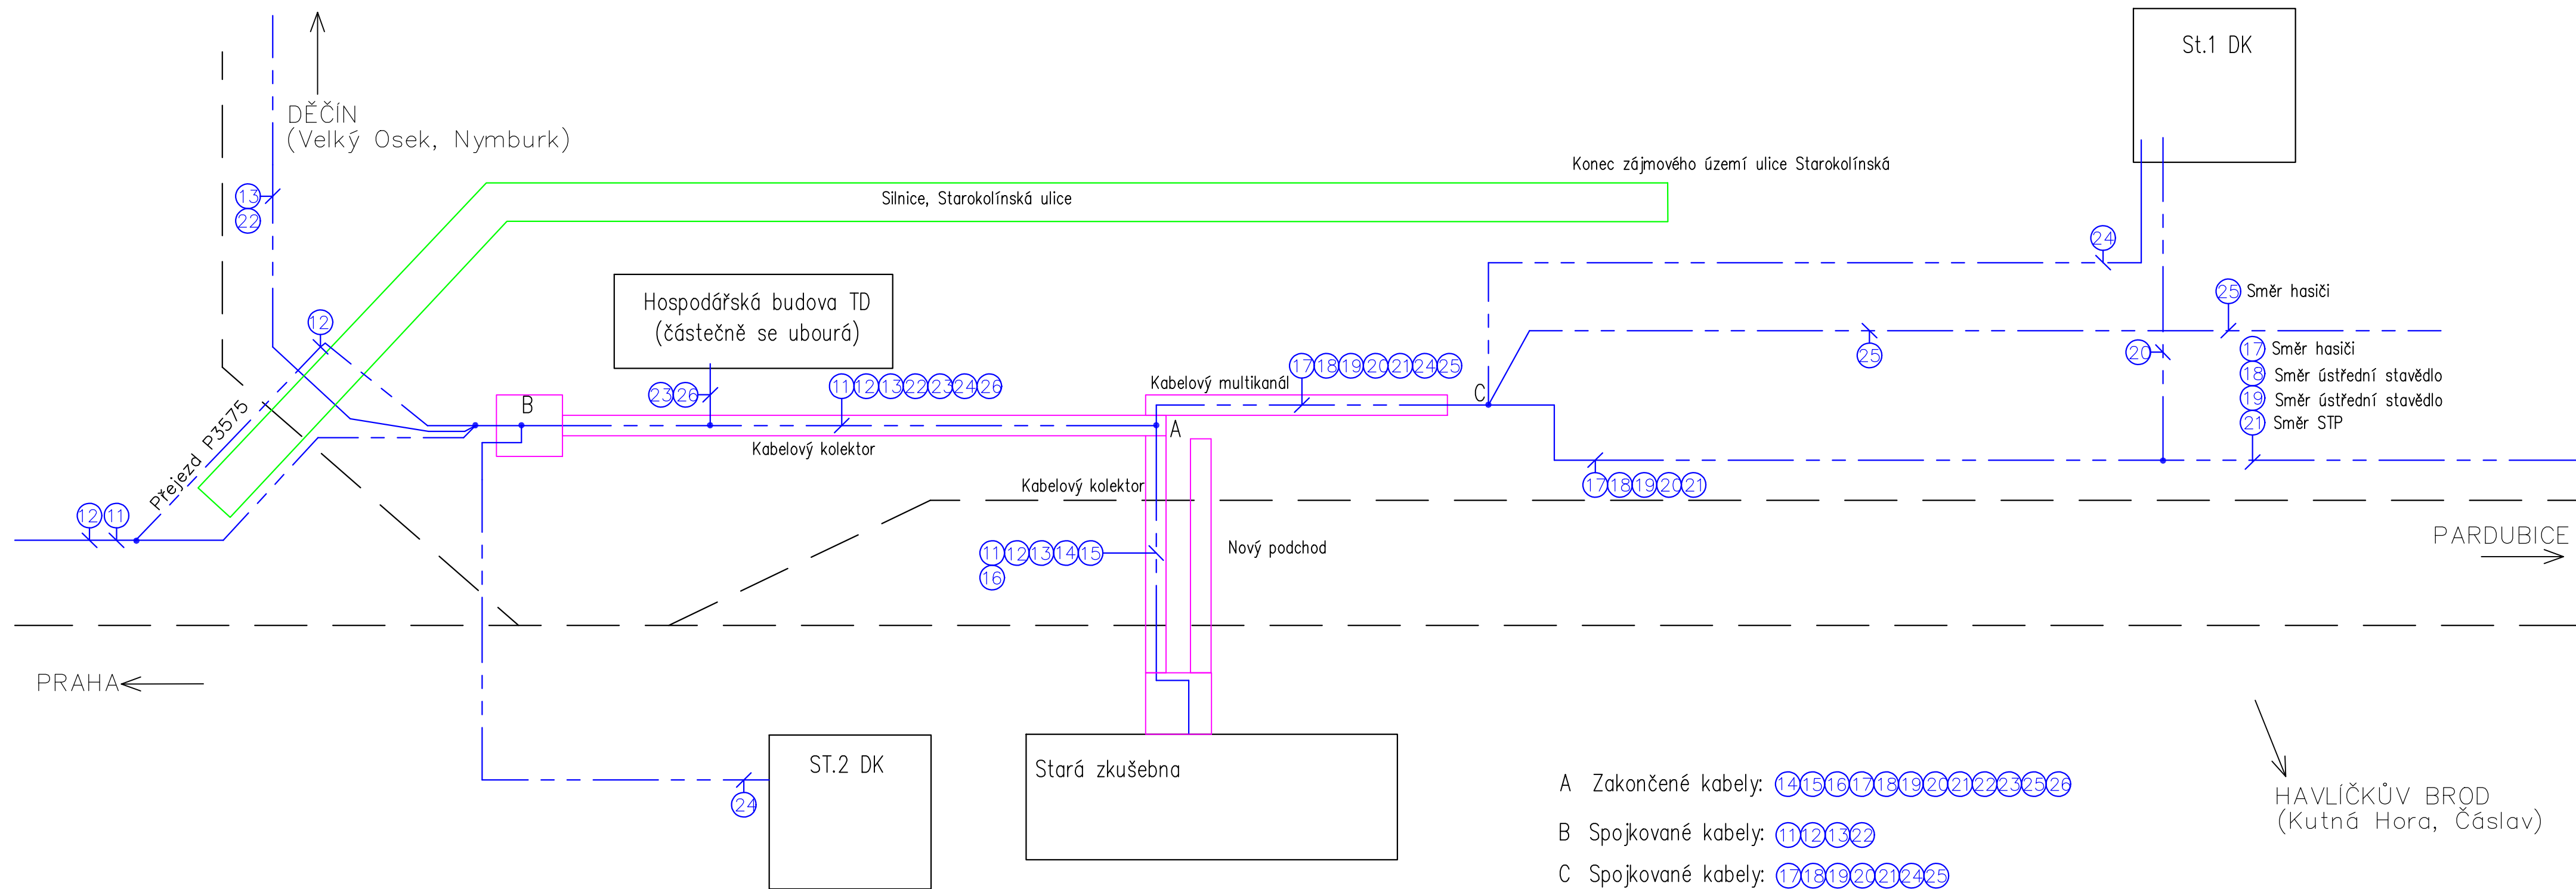 St.1 DK
DĚČÍN
(Velký Osek, Nymburk)
Konec zájmového území ulice Starokolínská
Silnice, Starokolínská ulice
13
22
24
25 Směr hasiči
Hospodářská budova TD
(částečně se ubourá)
12
20
17 Směr hasiči
18 Směr ústřední stavědlo
19 Směr ústřední stavědlo
21 Směr STP
25
17 18 19 20 21 24 25
Kabelový multikanál
C
23 26
11 12 13 22 23 24 26
B
A
Přejezd P3575
Kabelový kolektor
Kabelový kolektor
17 18 19 20 21
12 11
11 12 13 14 15
16
Nový podchod
PARDUBICE
PRAHA
ST.2 DK
24
Stará zkušebna
A Zakončené kabely: 14 15 16 17 18 19 20 21 22 23 25 26
B Spojkované kabely: 11 12 13 22
C Spojkované kabely: 17 18 19 20 21 24 25
HAVLÍČKŮV BROD
(Kutná Hora, Čáslav)